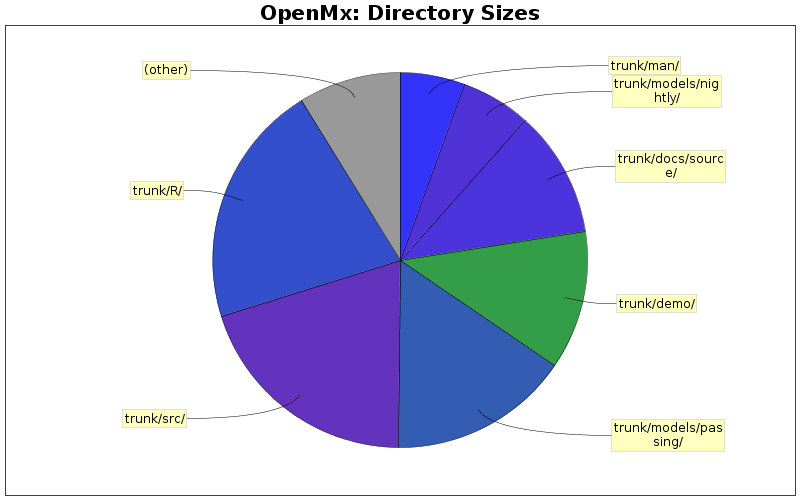 OpenMx: Directory Sizes
(other)
trunk/man/
trunk/models/nig
htly/
trunk/docs/sourc
e/
trunk/R/
trunk/demo/
trunk/src/
trunk/models/pas
sing/